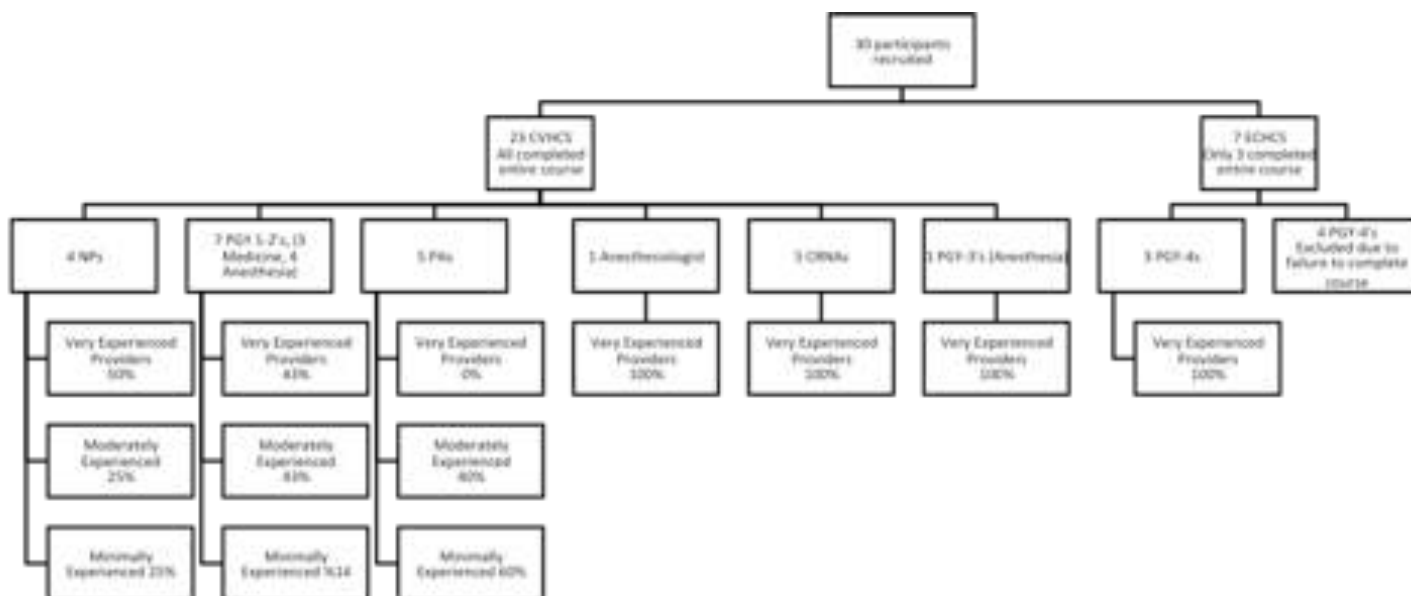 30 participants
recruited
23 CVHCS
All completed
entire course
7 ECHCS
Only 3 completed
entire course
4 NPs
7 PGY 1-2's, (3
Medicine, 4
Anesthesia)
5 PAs
1 Anesthesiologist
3 CRNAs
PGY-3's (Anesthesia)
3 PGY-4s
4 PGY-4's
Excluded due to
failure to complete
course
Very Experienced
Providers
50%
Very Experienced
Providers
43%
Very Experienced
Providers
0%
Very Experienced
Providers
100%
Very Experienced
Providers
100%
Very Experienced
Providers
100%
Very Experienced
Providers
100%
Moderately
Experienced
25%
Moderately
Experienced
43%
Moderately
Experienced
40%
Minimally
Experienced 25%
Minimally
Experienced %14
Minimally
Experienced 60%